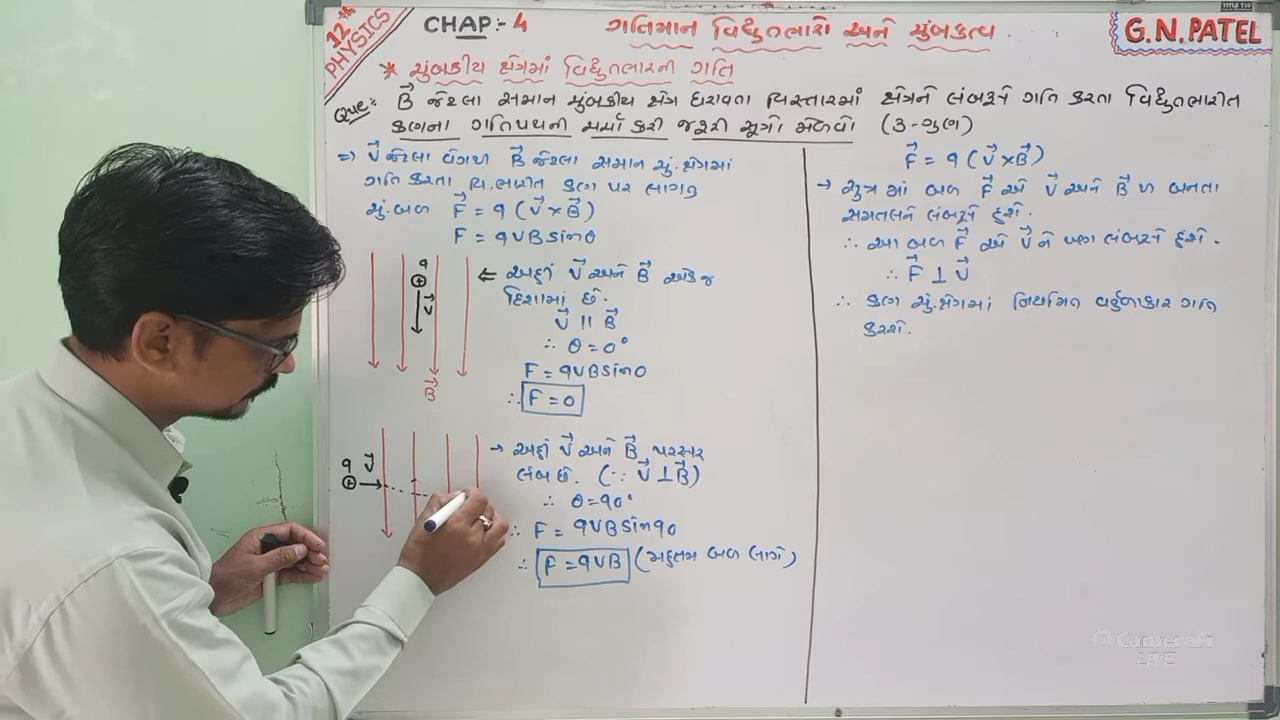 12th
PHYSICS
CHAP:- 4
ગતિમાન વિદ્યુતભારો અને ચુંબકત્વ
G.N.PATEL
* ચુંબકીય ક્ષેત્રમાં વિદ્યુતભારની ગતિ
Que: B⃗ જેટલા સમાન ચુંબકીય ક્ષેત્ર ધરાવતા વિસ્તારમાં ક્ષેત્રને લંબરૂપે ગતિ કરતા વિદ્યુતભારીત
કણના ગતિપથની ચર્ચા કરી જરૂરી સૂત્રો મેળવો (3-ગુણ)
⇒ V⃗ જેટલા વેગથી B⃗ જેટલા સમાન ચું.ક્ષેત્રમાં
ગતિ કરતા વિ.ભારીત કણ પર લાગતુ
ચું.બળ F⃗ = q (V⃗ × B⃗)
F = qVBsinθ
q
V⃗
B⃗
⇐ અહીં V⃗ અને B⃗ એક જ
દિશામાં છે.
V⃗ || B⃗
∴ θ = 0°
F = qVBsin0
∴ F = 0
q V⃗
→ અહીં V⃗ અને B⃗ પરસ્પર
લંબ છે. (∵ V⃗ ⊥ B⃗)
∴ θ = 90°
∴ F = qVBsin90
∴ F = qVB (મહત્તમ બળ લાગે)
F⃗ = q (V⃗ × B⃗)
→ સૂત્રમાં બળ F⃗ એ V⃗ અને B⃗ થી બનતા
સમતલને લંબરૂપે હશે.
∴ આ બળ F⃗ એ V⃗ ને પણ લંબરૂપે હશે.
∴ F⃗ ⊥ V⃗
∴ કણ ચું.ક્ષેત્રમાં નિયમિત વર્તુળાકાર ગતિ
કરશે.
CameraFi
LIVE